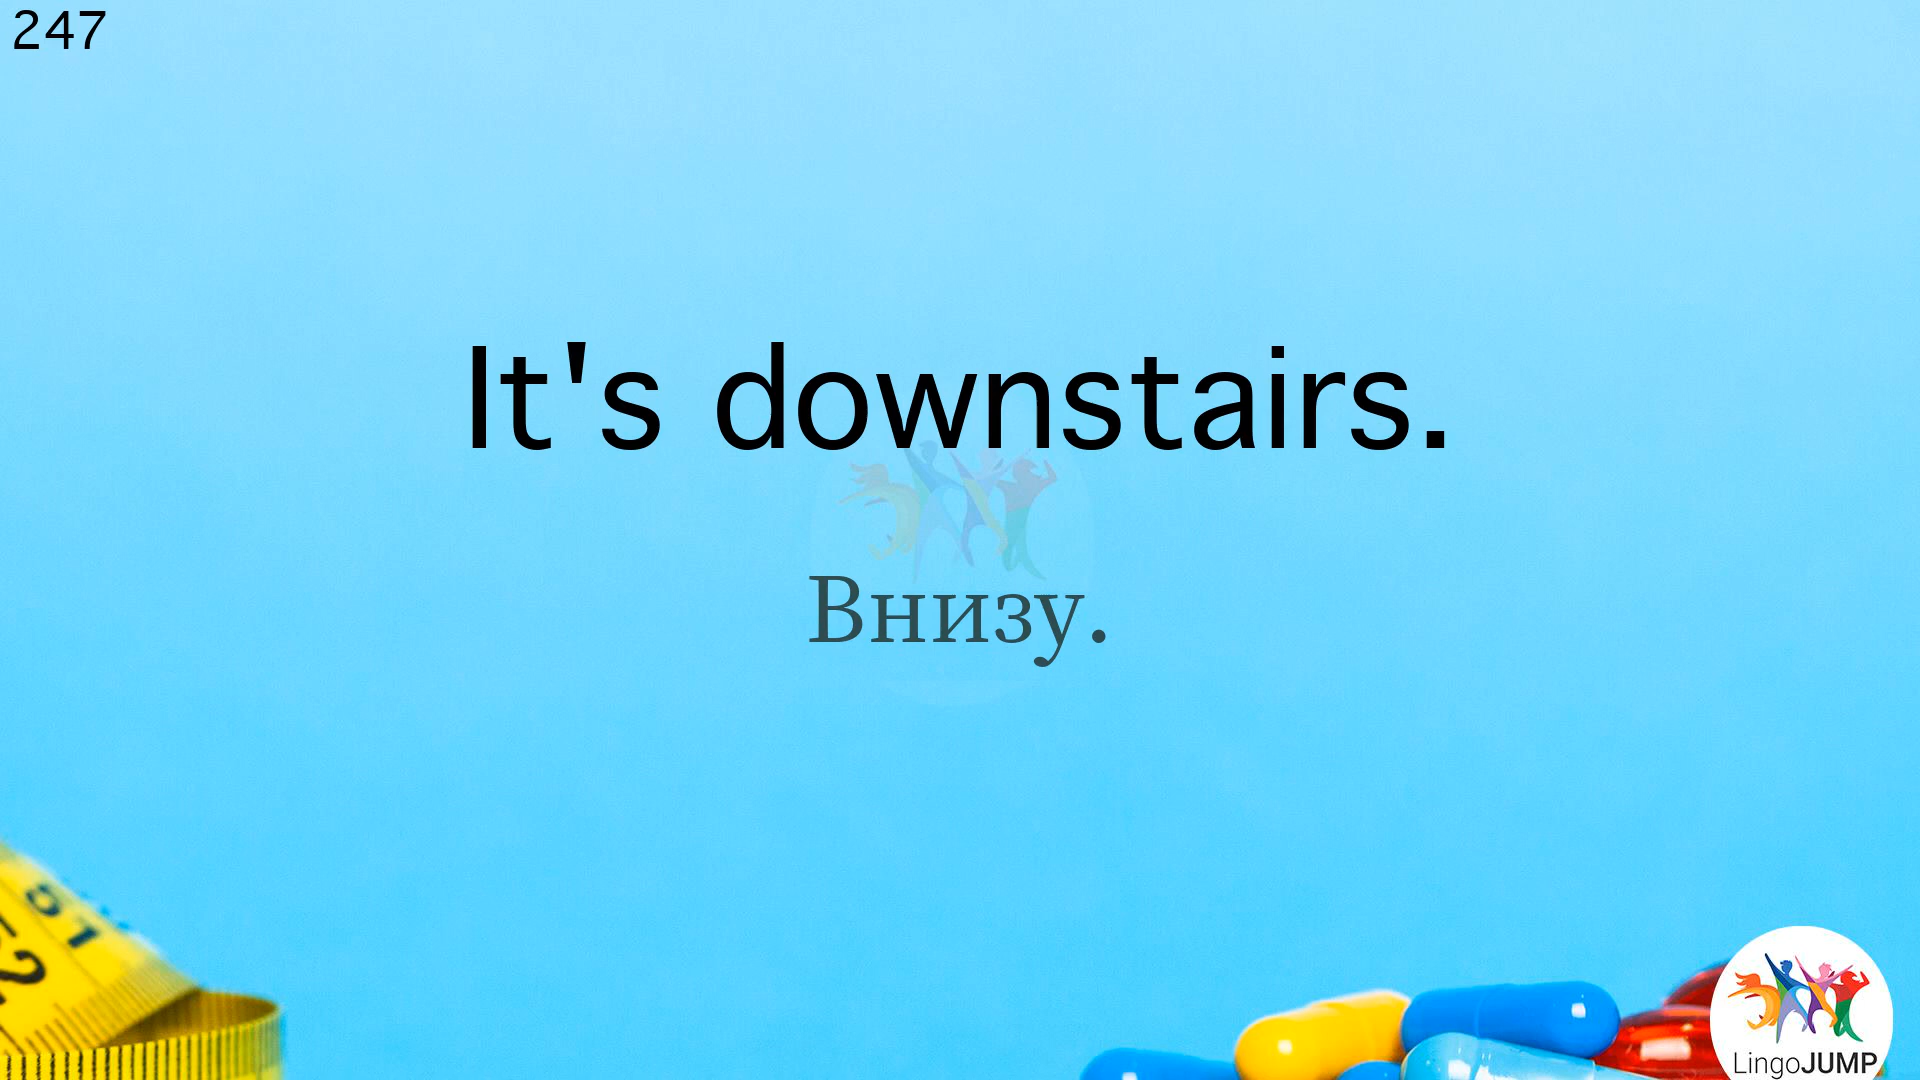 247
It's downstairs.
Внизу.
LingoJUMP